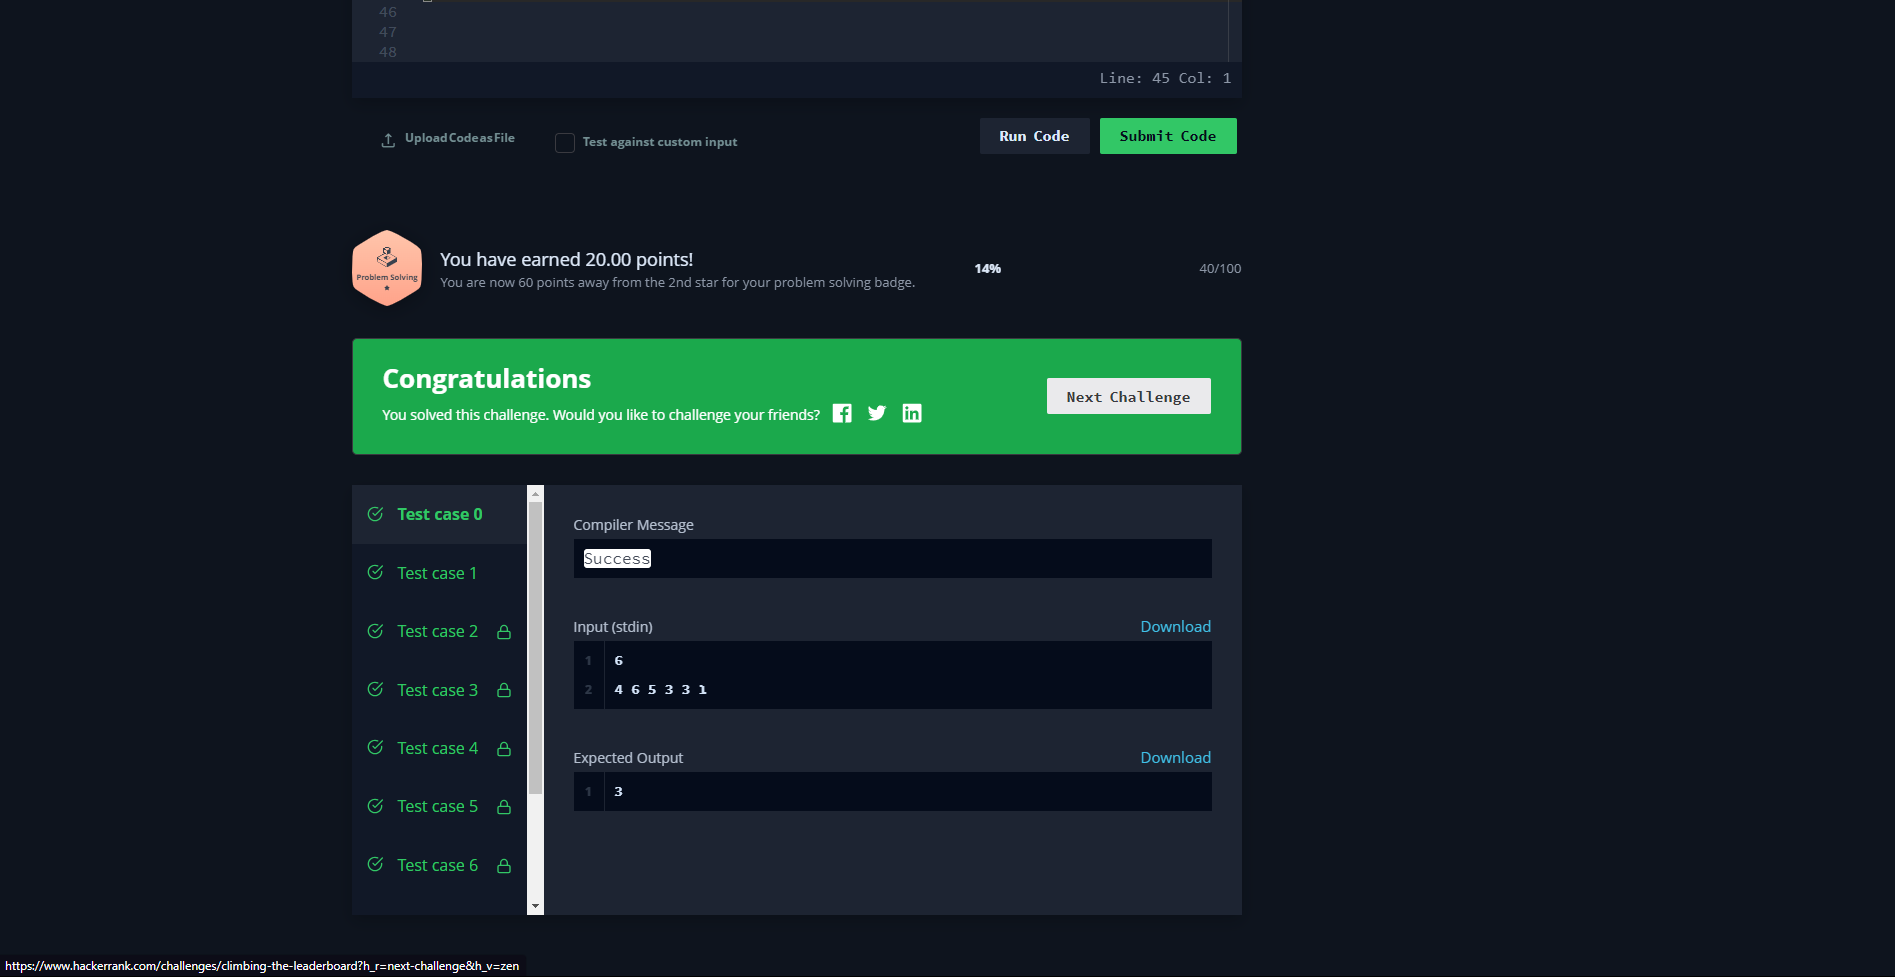 46
47
48
Line: 45 Col: 1
Upload Code as File
Test against custom input
Run Code
Submit Code
Problem Solving
You have earned 20.00 points!
You are now 60 points away from the 2nd star for your problem solving badge.
14%
40/100
Congratulations
You solved this challenge. Would you like to challenge your friends?
Next Challenge
Test case 0
Test case 1
Test case 2
Test case 3
Test case 4
Test case 5
Test case 6
Compiler Message
Success
Input (stdin)
Download
1 6
2 4 6 5 3 3 1
Expected Output
Download
1 3
https://www.hackerrank.com/challenges/climbing-the-leaderboard?h_r=next-challenge&h_v=zen